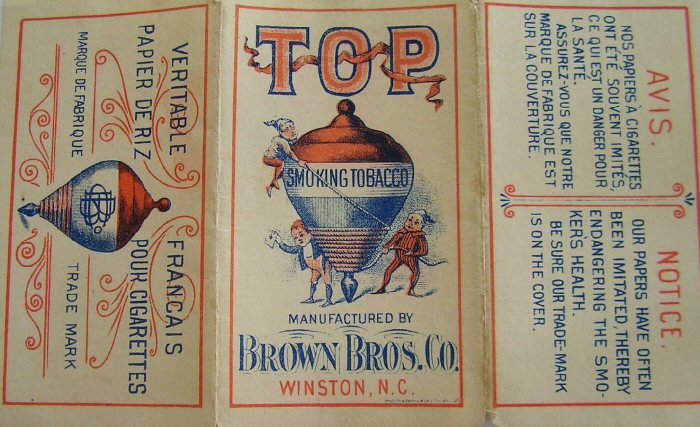 VERITABLE FRANCAIS
PAPIER DE RIZ POUR CIGARETTES
MARQUE DE FABRIQUE TRADE MARK
TOP
SMOKING TOBACCO
MANUFACTURED BY
BROWN BROS. CO.
WINSTON, N.C.
AVIS.
NOS PAPIERS À CIGARETTES
ONT ÉTÉ SOUVENT IMITÉS,
CE QUI EST UN DANGER POUR
LA SANTÉ.
ASSUREZ-VOUS QUE NOTRE
MARQUE DE FABRIQUE EST
SUR LA COUVERTURE.
NOTICE.
OUR PAPERS HAVE OFTEN
BEEN IMITATED, THEREBY
ENDANGERING THE SMO-
KER'S HEALTH.
BE SURE OUR TRADE-MARK
IS ON THE COVER.